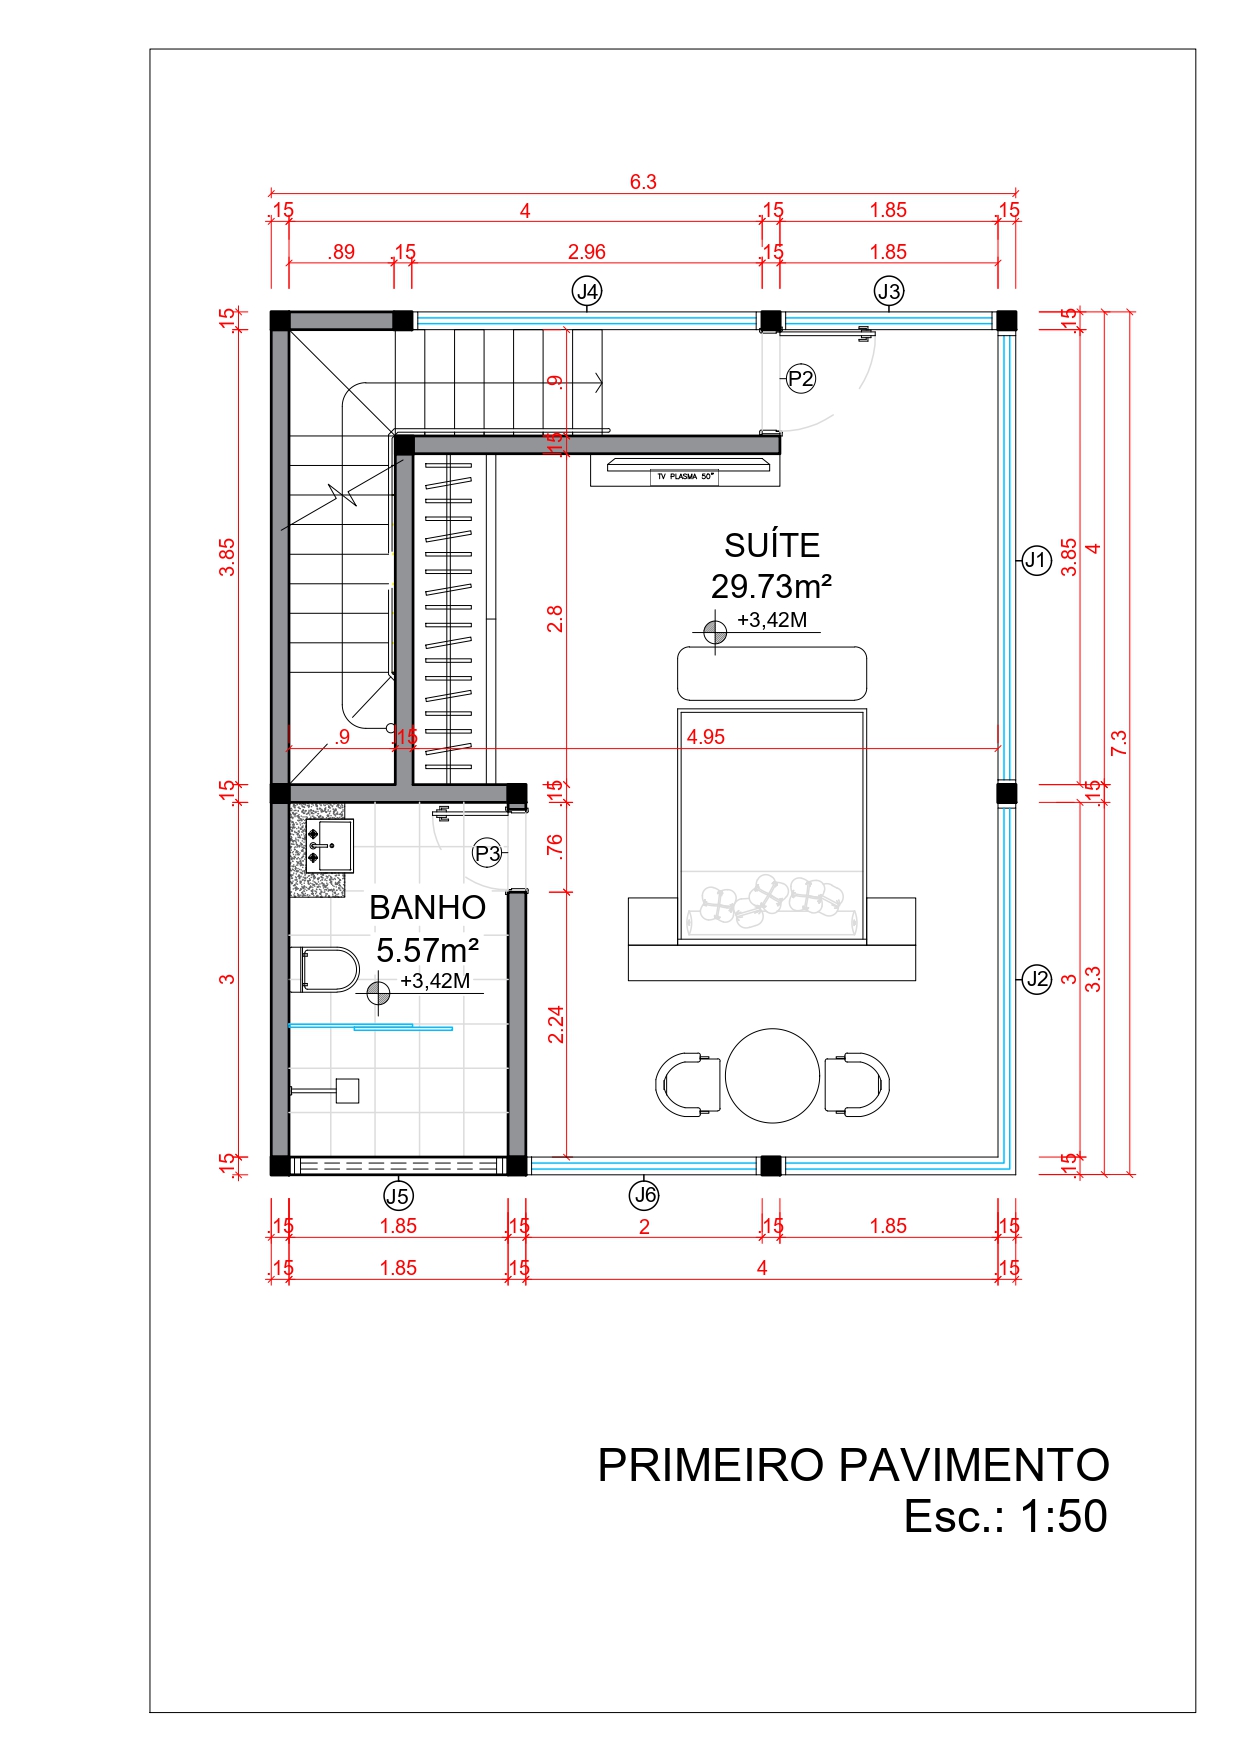 6.3
.15 4 .15 1.85 .15
.89 .15 2.96 .15 1.85
J4 J3
.15 .15
.9 P2
.15
TV PLASMA 50"
SUÍTE
29.73m²
+3,42M
3.85 2.8 J1 3.85 4
.9 .15 4.95 7.3
.15 .15 .15
P3 .76
BANHO
5.57m²
+3,42M
3 2.24 J2 3 3.3
.15 .15
J5 J6
.15 1.85 .15 2 .15 1.85 .15
.15 1.85 .15 4 .15
PRIMEIRO PAVIMENTO
Esc.: 1:50